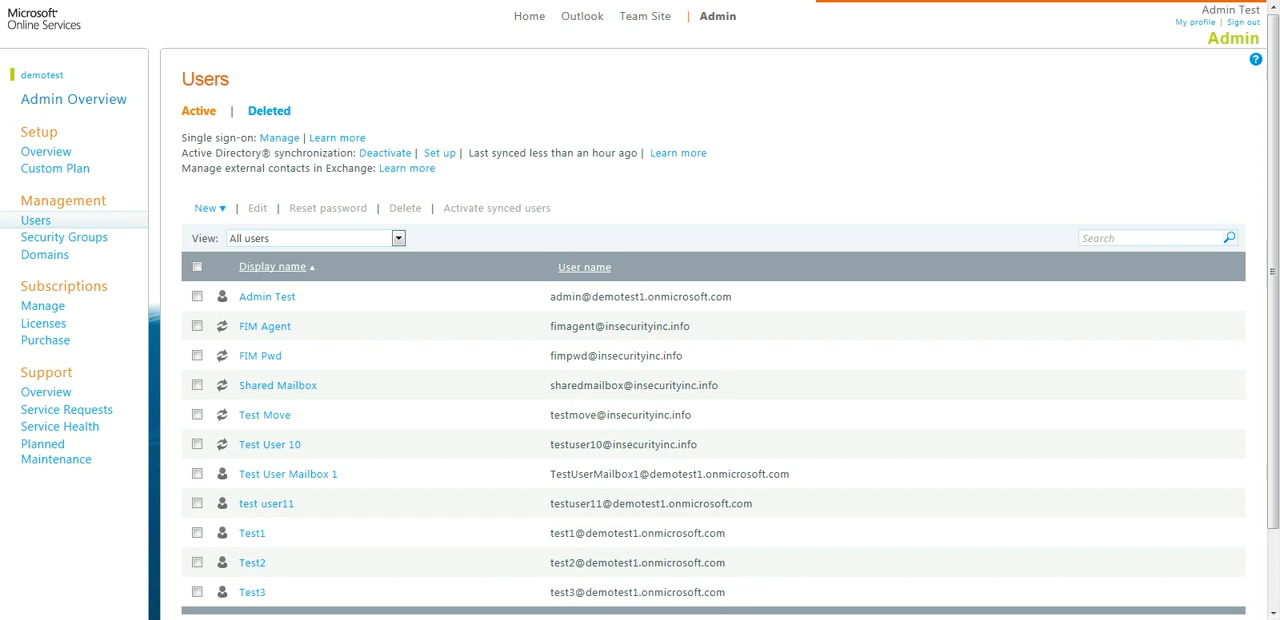 Microsoft®
Online Services
Home Outlook Team Site | Admin
Admin Test
My profile | Sign out
Admin
?
demotest
Admin Overview
Setup
Overview
Custom Plan
Management
Users
Security Groups
Domains
Subscriptions
Manage
Licenses
Purchase
Support
Overview
Service Requests
Service Health
Planned
Maintenance
Users
Active | Deleted
Single sign-on: Manage | Learn more
Active Directory® synchronization: Deactivate | Set up | Last synced less than an hour ago | Learn more
Manage external contacts in Exchange: Learn more
New ▾ | Edit | Reset password | Delete | Activate synced users
View: All users Search
Display name ▴ User name
Admin Test admin@demotest1.onmicrosoft.com
FIM Agent fimagent@insecurityinc.info
FIM Pwd fimpwd@insecurityinc.info
Shared Mailbox sharedmailbox@insecurityinc.info
Test Move testmove@insecurityinc.info
Test User 10 testuser10@insecurityinc.info
Test User Mailbox 1 TestUserMailbox1@demotest1.onmicrosoft.com
test user11 testuser11@demotest1.onmicrosoft.com
Test1 test1@demotest1.onmicrosoft.com
Test2 test2@demotest1.onmicrosoft.com
Test3 test3@demotest1.onmicrosoft.com